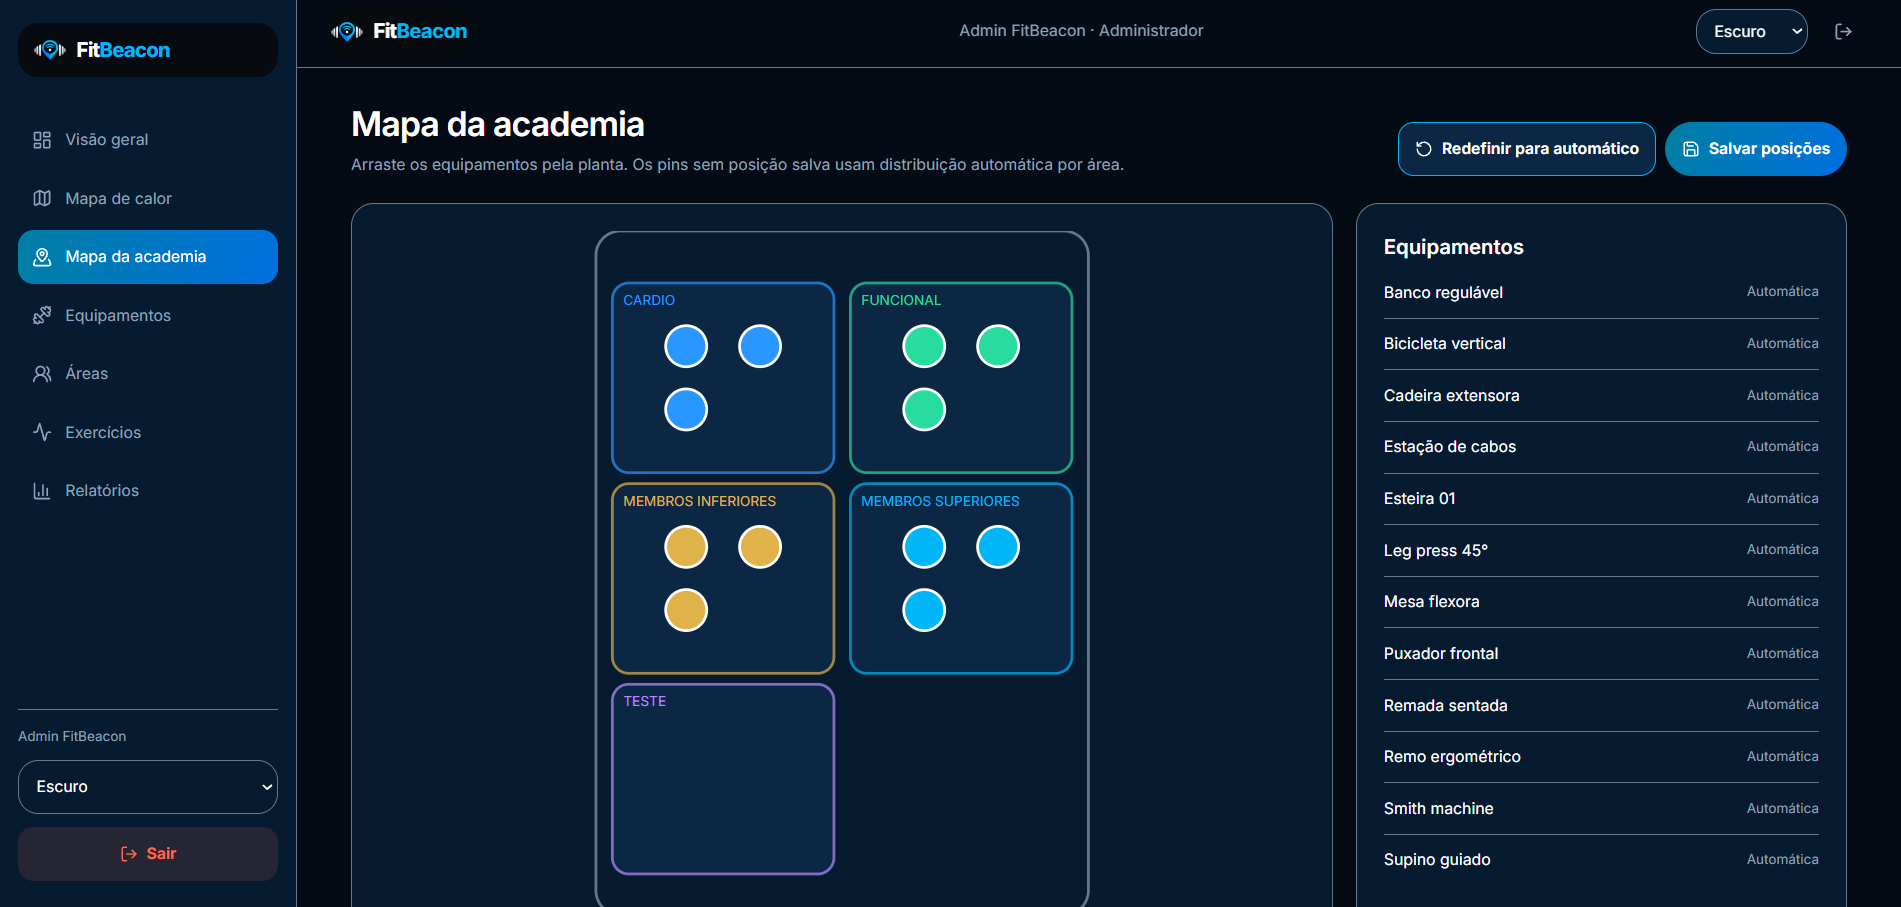 FitBeacon
Visão geral
Mapa de calor
Mapa da academia
Equipamentos
Áreas
Exercícios
Relatórios
Admin FitBeacon
Escuro
Sair
FitBeacon
Admin FitBeacon · Administrador
Escuro
Mapa da academia
Arraste os equipamentos pela planta. Os pins sem posição salva usam distribuição automática por área.
Redefinir para automático
Salvar posições
CARDIO
FUNCIONAL
MEMBROS INFERIORES
MEMBROS SUPERIORES
TESTE
Equipamentos
Banco regulável Automática
Bicicleta vertical Automática
Cadeira extensora Automática
Estação de cabos Automática
Esteira 01 Automática
Leg press 45° Automática
Mesa flexora Automática
Puxador frontal Automática
Remada sentada Automática
Remo ergométrico Automática
Smith machine Automática
Supino guiado Automática